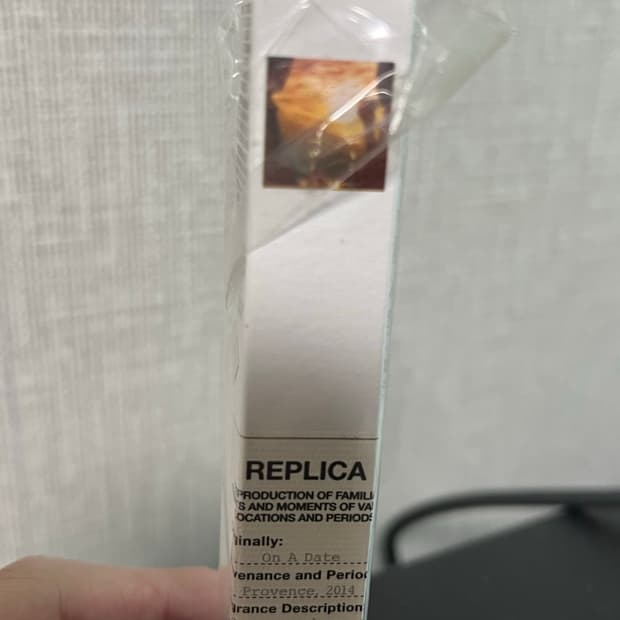 REPLICA
PRODUCTION OF FAMILI
S AND MOMENTS OF VA
OCATIONS AND PERIODS
inally:
On A Date
venance and Period
Provence, 2014
rance Description